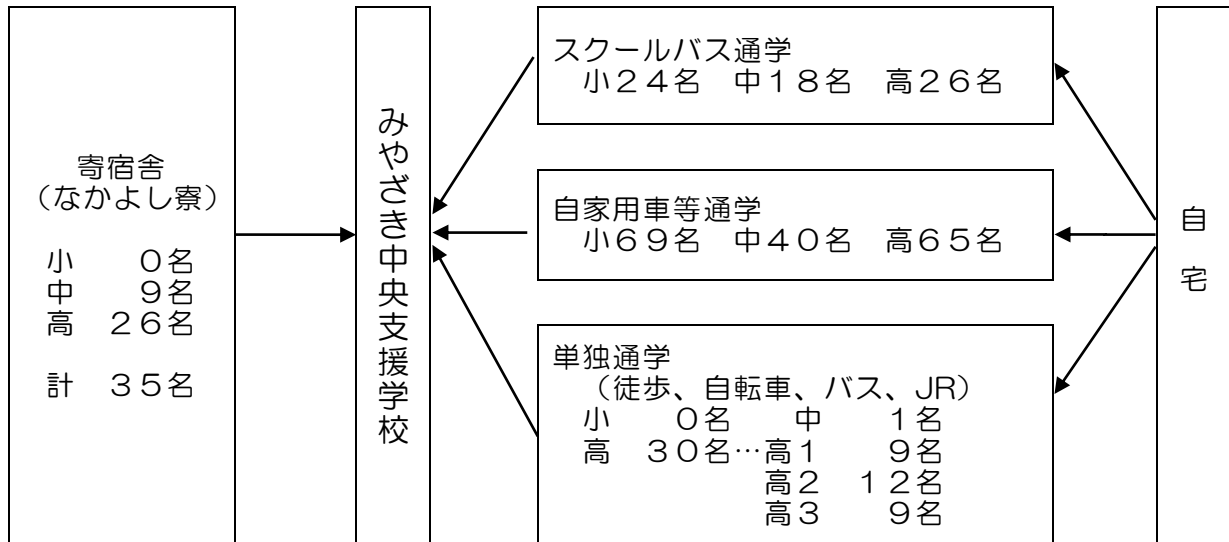 寄宿舎
（なかよし寮）
小　　０名
中　　９名
高　２６名
計　３５名
みやざき中央支援学校
スクールバス通学
小２４名　中１８名　高２６名
自家用車等通学
小６９名　中４０名　高６５名
単独通学
（徒歩、自転車、バス、JR）
小　　０名　　中　　１名
高　３０名…高１　　９名
高２　１２名
高３　　９名
自宅